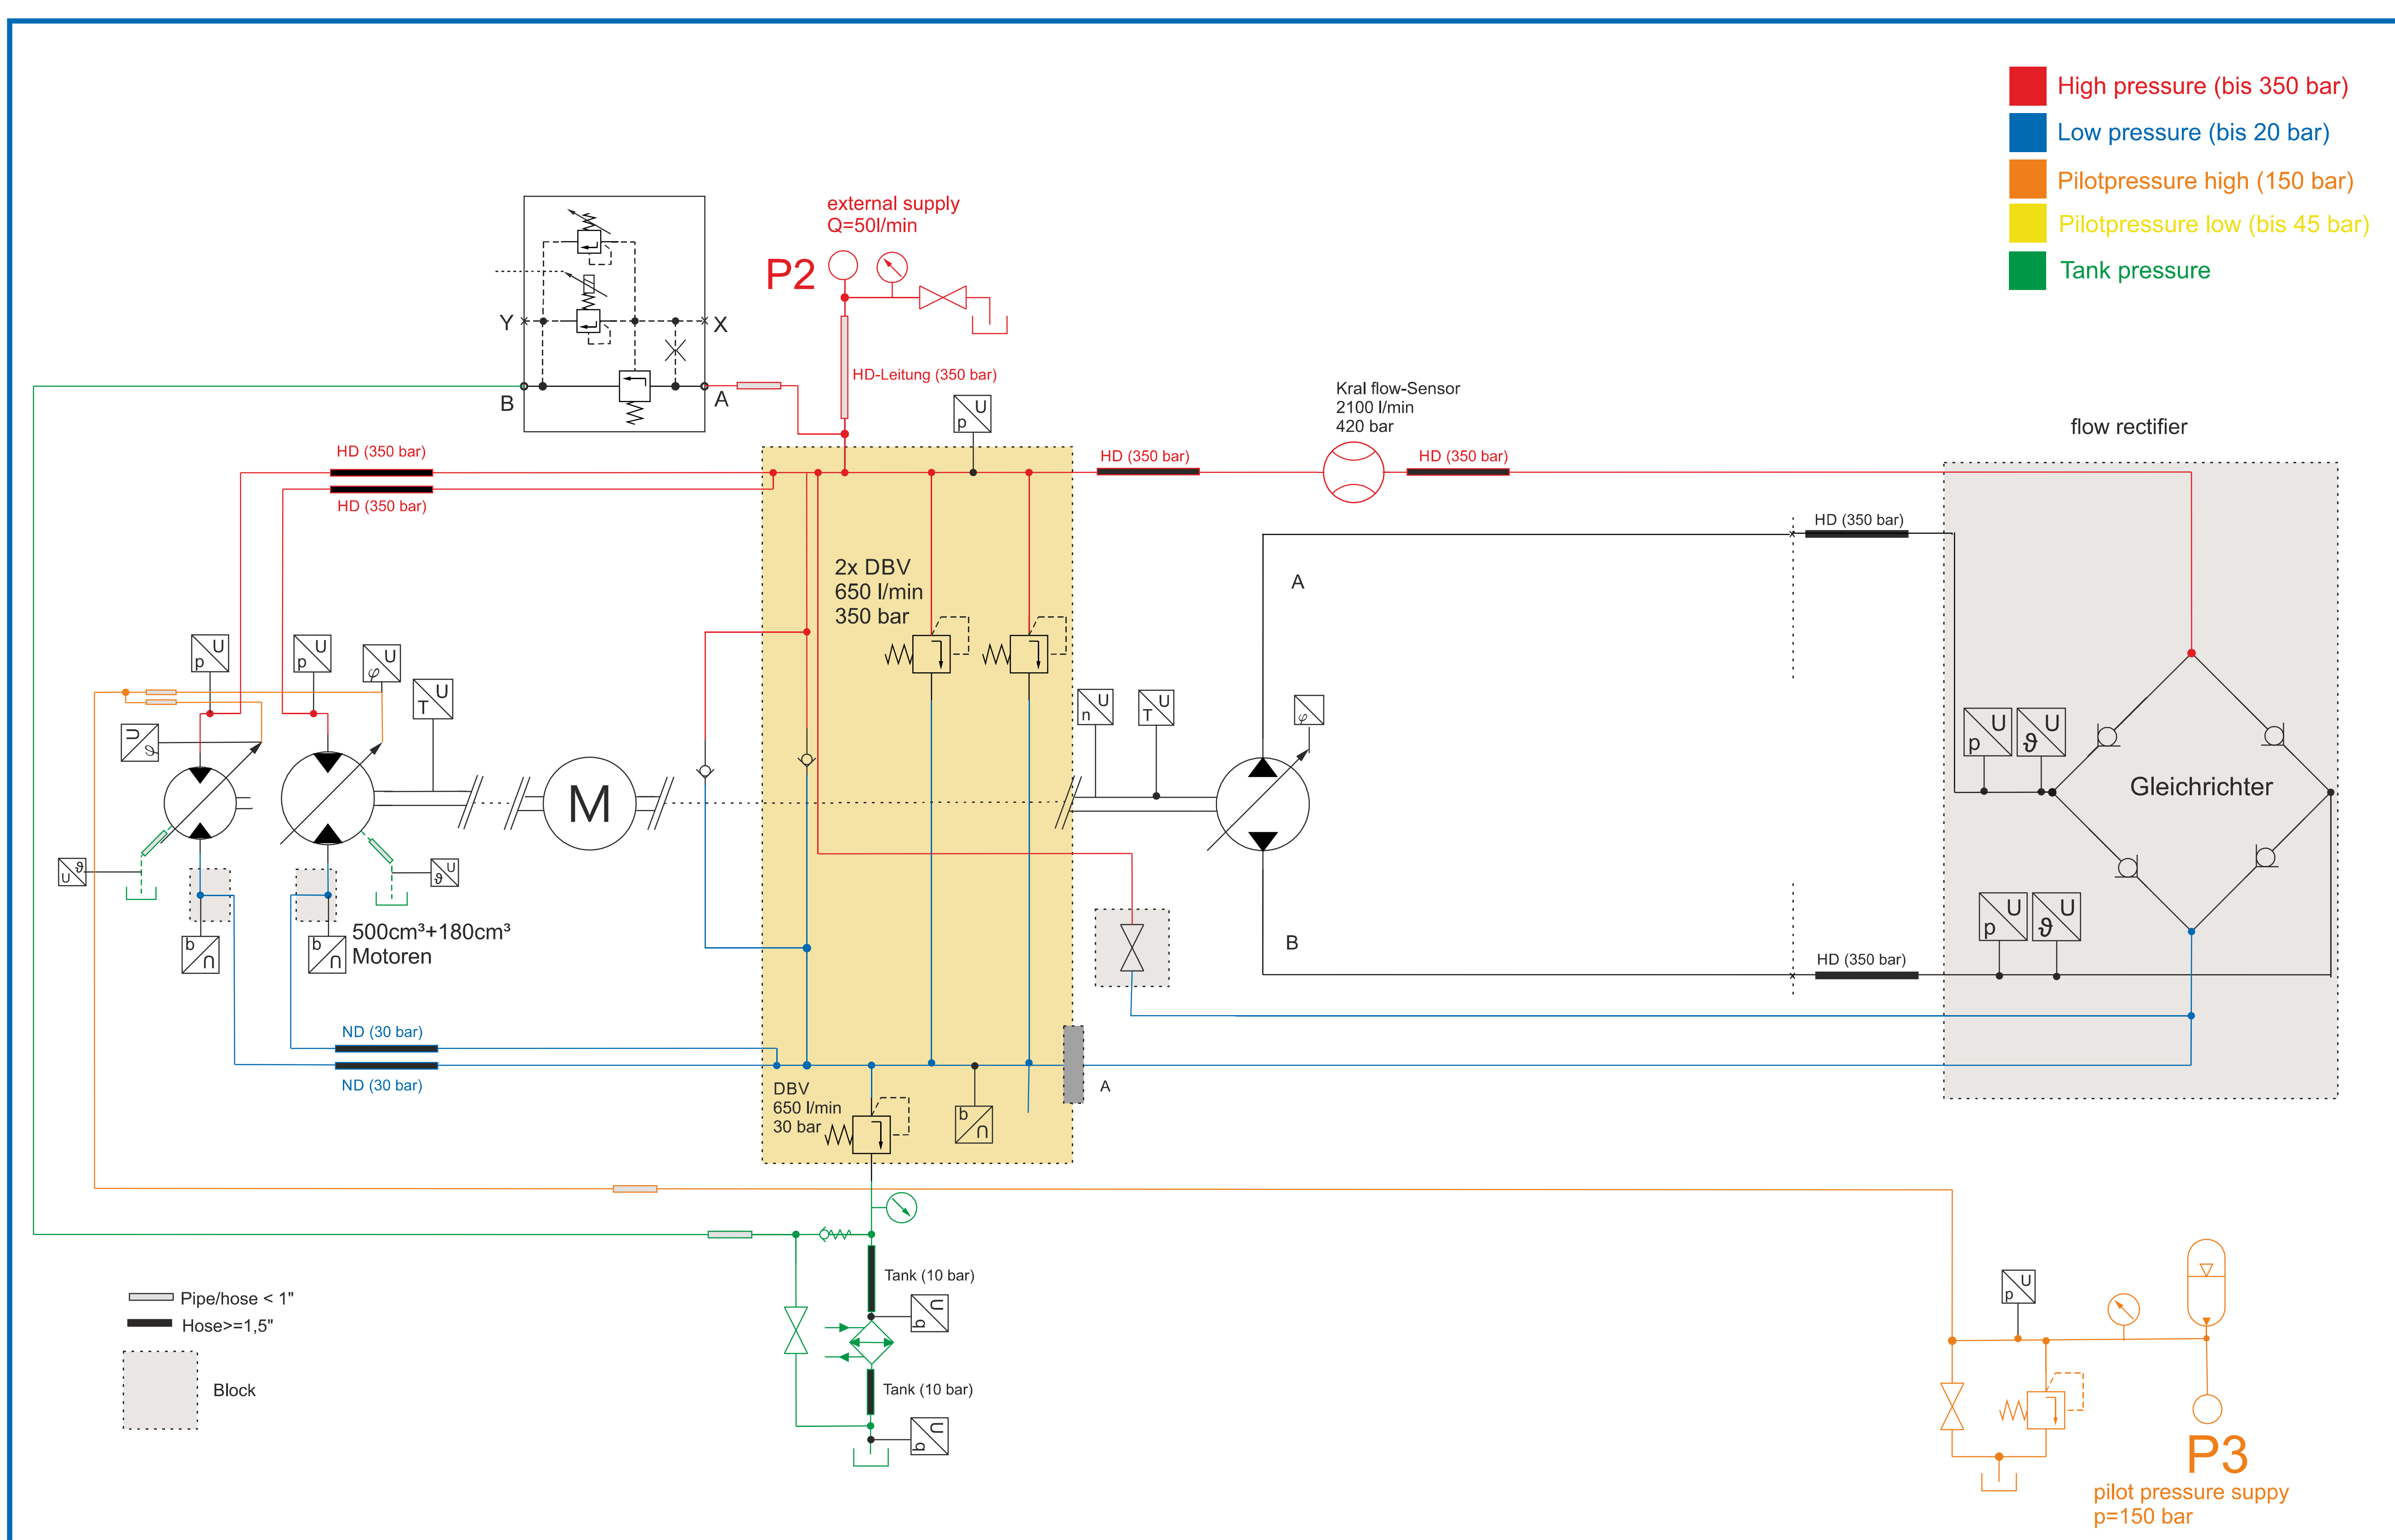 High pressure (bis 350 bar)
Low pressure (bis 20 bar)
Pilotpressure high (150 bar)
Pilotpressure low (bis 45 bar)
Tank pressure
external supply
Q=50l/min
P2
Y
X
HD-Leitung (350 bar)
B
A
U
p
Kral flow-Sensor
2100 l/min
420 bar
flow rectifier
HD (350 bar)
HD (350 bar)
HD (350 bar)
HD (350 bar)
HD (350 bar)
2x DBV
650 l/min
350 bar
A
U
p
U
p
U
φ
U
T
U
φ
U
n
U
T
φ
U
p
U
ϑ
Gleichrichter
M
ϑ
U
U
ϑ
p
U
p
U
500cm³+180cm³
Motoren
B
U
p
U
ϑ
HD (350 bar)
ND (30 bar)
ND (30 bar)
DBV
650 l/min
30 bar
p
U
A
Tank (10 bar)
U
p
Tank (10 bar)
U
p
Pipe/hose < 1"
Hose>=1,5"
Block
U
p
P3
pilot pressure suppy
p=150 bar